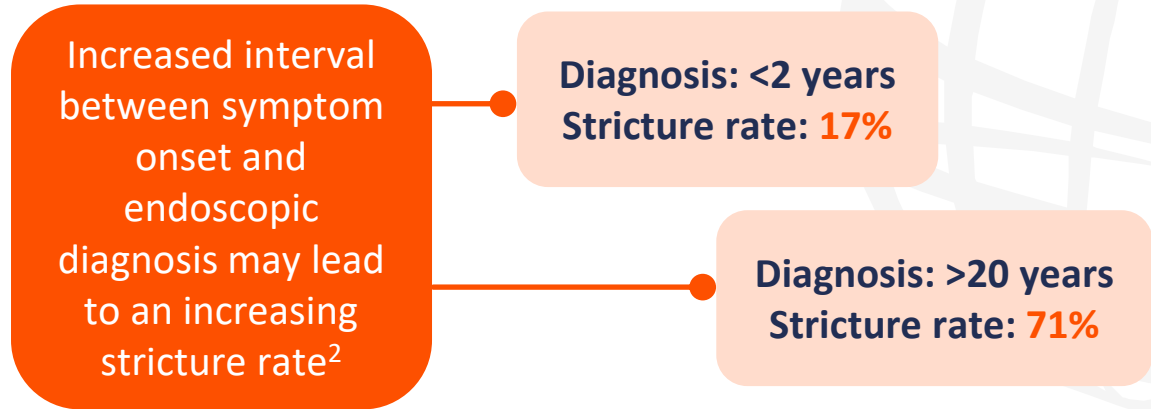 Increased interval
between symptom
onset and
endoscopic
diagnosis may lead
to an increasing
stricture rate²
Diagnosis: <2 years
Stricture rate: 17%
Diagnosis: >20 years
Stricture rate: 71%